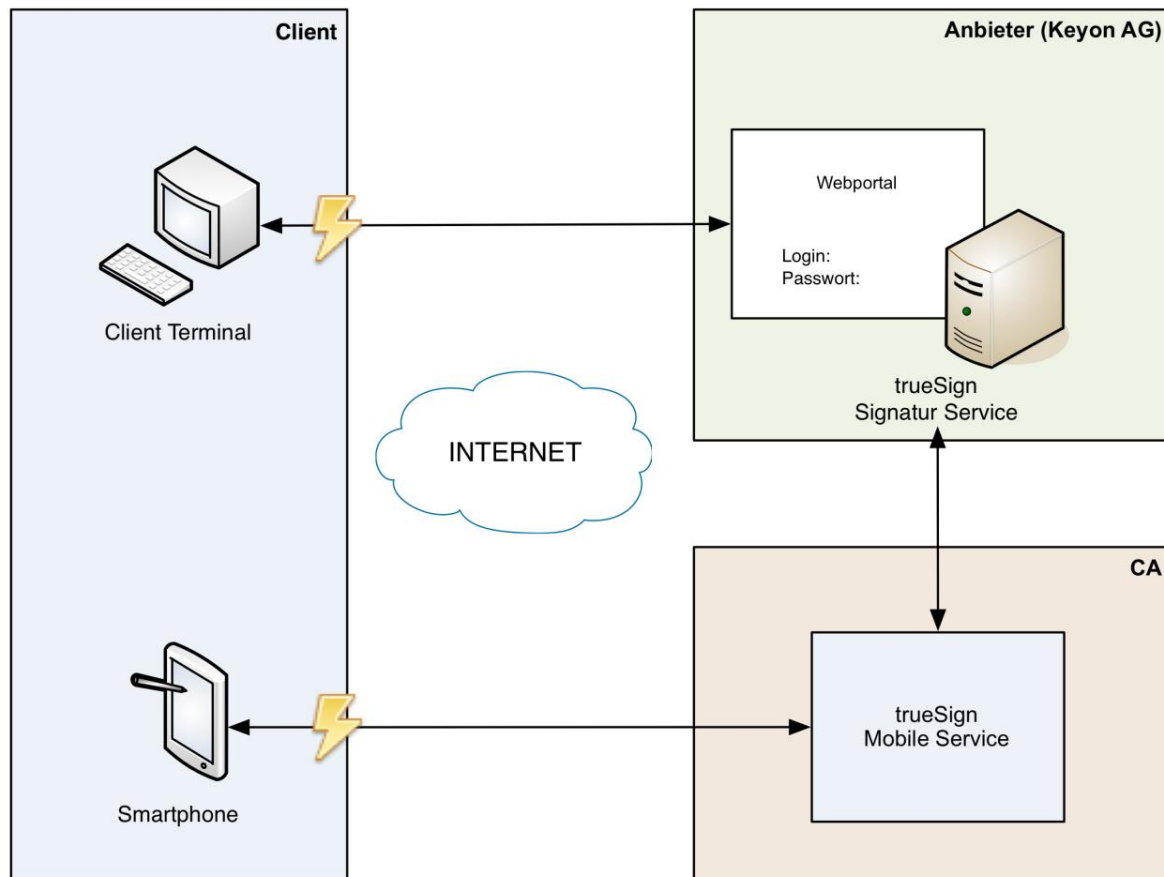 Client
Anbieter (Keyon AG)
Webportal
Login:
Passwort:
Client Terminal
trueSign
Signatur Service
INTERNET
CA
trueSign
Mobile Service
Smartphone